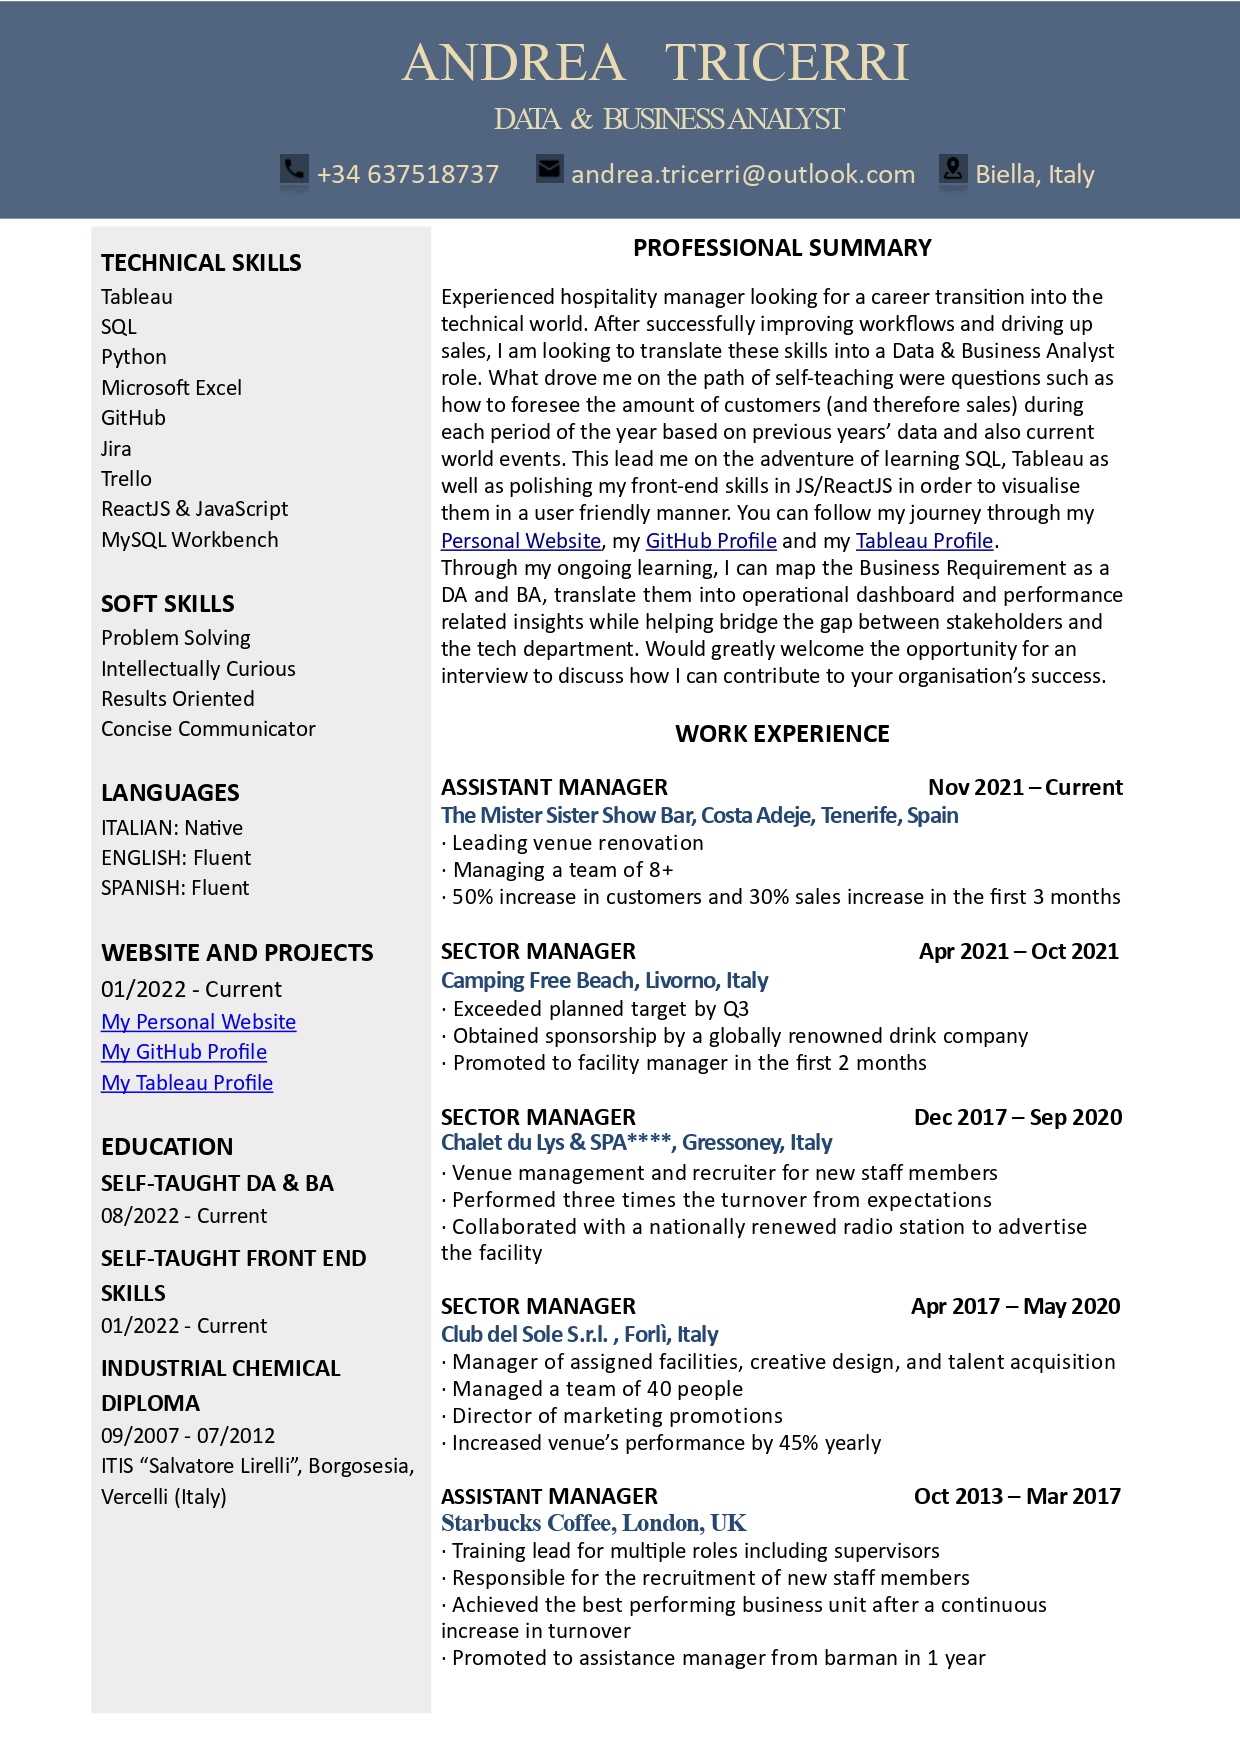 ANDREA TRICERRI
DATA & BUSINESS ANALYST
+34 637518737 andrea.tricerri@outlook.com Biella, Italy
TECHNICAL SKILLS
Tableau
SQL
Python
Microsoft Excel
GitHub
Jira
Trello
ReactJS & JavaScript
MySQL Workbench
SOFT SKILLS
Problem Solving
Intellectually Curious
Results Oriented
Concise Communicator
LANGUAGES
ITALIAN: Native
ENGLISH: Fluent
SPANISH: Fluent
WEBSITE AND PROJECTS
01/2022 - Current
My Personal Website
My GitHub Profile
My Tableau Profile
EDUCATION
SELF-TAUGHT DA & BA
08/2022 - Current
SELF-TAUGHT FRONT END
SKILLS
01/2022 - Current
INDUSTRIAL CHEMICAL
DIPLOMA
09/2007 - 07/2012
ITIS “Salvatore Lirelli”, Borgosesia,
Vercelli (Italy)
PROFESSIONAL SUMMARY
Experienced hospitality manager looking for a career transition into the
technical world. After successfully improving workflows and driving up
sales, I am looking to translate these skills into a Data & Business Analyst
role. What drove me on the path of self-teaching were questions such as
how to foresee the amount of customers (and therefore sales) during
each period of the year based on previous years’ data and also current
world events. This lead me on the adventure of learning SQL, Tableau as
well as polishing my front-end skills in JS/ReactJS in order to visualise
them in a user friendly manner. You can follow my journey through my
Personal Website, my GitHub Profile and my Tableau Profile.
Through my ongoing learning, I can map the Business Requirement as a
DA and BA, translate them into operational dashboard and performance
related insights while helping bridge the gap between stakeholders and
the tech department. Would greatly welcome the opportunity for an
interview to discuss how I can contribute to your organisation’s success.
WORK EXPERIENCE
ASSISTANT MANAGER Nov 2021 – Current
The Mister Sister Show Bar, Costa Adeje, Tenerife, Spain
· Leading venue renovation
· Managing a team of 8+
· 50% increase in customers and 30% sales increase in the first 3 months
SECTOR MANAGER Apr 2021 – Oct 2021
Camping Free Beach, Livorno, Italy
· Exceeded planned target by Q3
· Obtained sponsorship by a globally renowned drink company
· Promoted to facility manager in the first 2 months
SECTOR MANAGER Dec 2017 – Sep 2020
Chalet du Lys & SPA****, Gressoney, Italy
· Venue management and recruiter for new staff members
· Performed three times the turnover from expectations
· Collaborated with a nationally renewed radio station to advertise
the facility
SECTOR MANAGER Apr 2017 – May 2020
Club del Sole S.r.l. , Forlì, Italy
· Manager of assigned facilities, creative design, and talent acquisition
· Managed a team of 40 people
· Director of marketing promotions
· Increased venue’s performance by 45% yearly
ASSISTANT MANAGER Oct 2013 – Mar 2017
Starbucks Coffee, London, UK
· Training lead for multiple roles including supervisors
· Responsible for the recruitment of new staff members
· Achieved the best performing business unit after a continuous
increase in turnover
· Promoted to assistance manager from barman in 1 year